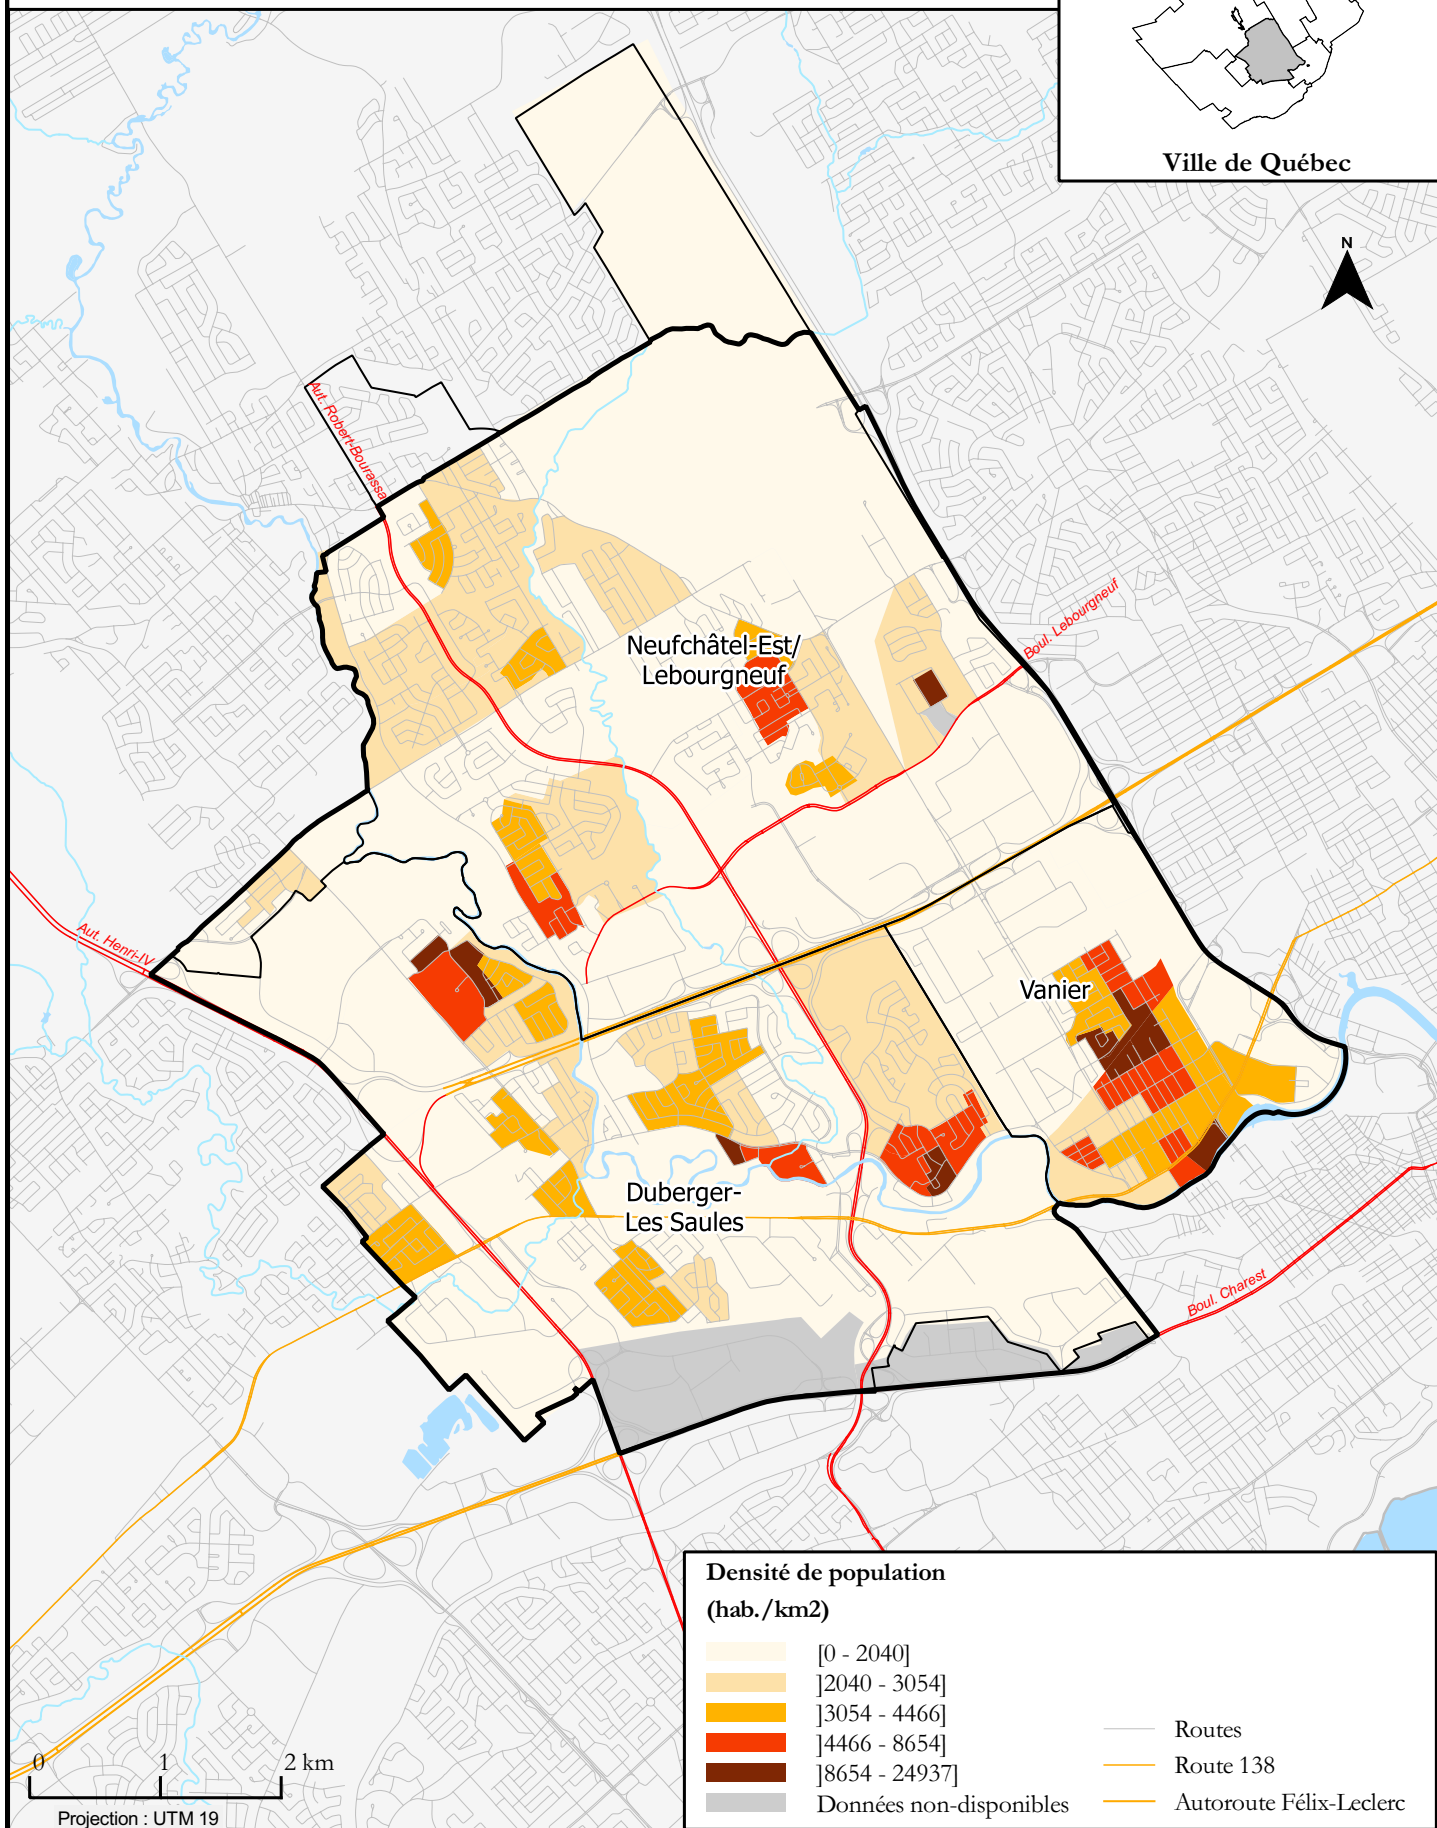 Ville de Québec
N
Aut. Robert-Bourassa
Boul. Lebourgneuf
Neufchâtel-Est/
Lebourgneuf
Aut. Henri-IV
Vanier
Duberger-
Les Saules
Boul. Charest
Densité de population
(hab./km2)
[0 - 2040]
]2040 - 3054]
]3054 - 4466]
]4466 - 8654]
]8654 - 24937]
Données non-disponibles
Routes
Route 138
Autoroute Félix-Leclerc
0 1 2 km
Projection : UTM 19